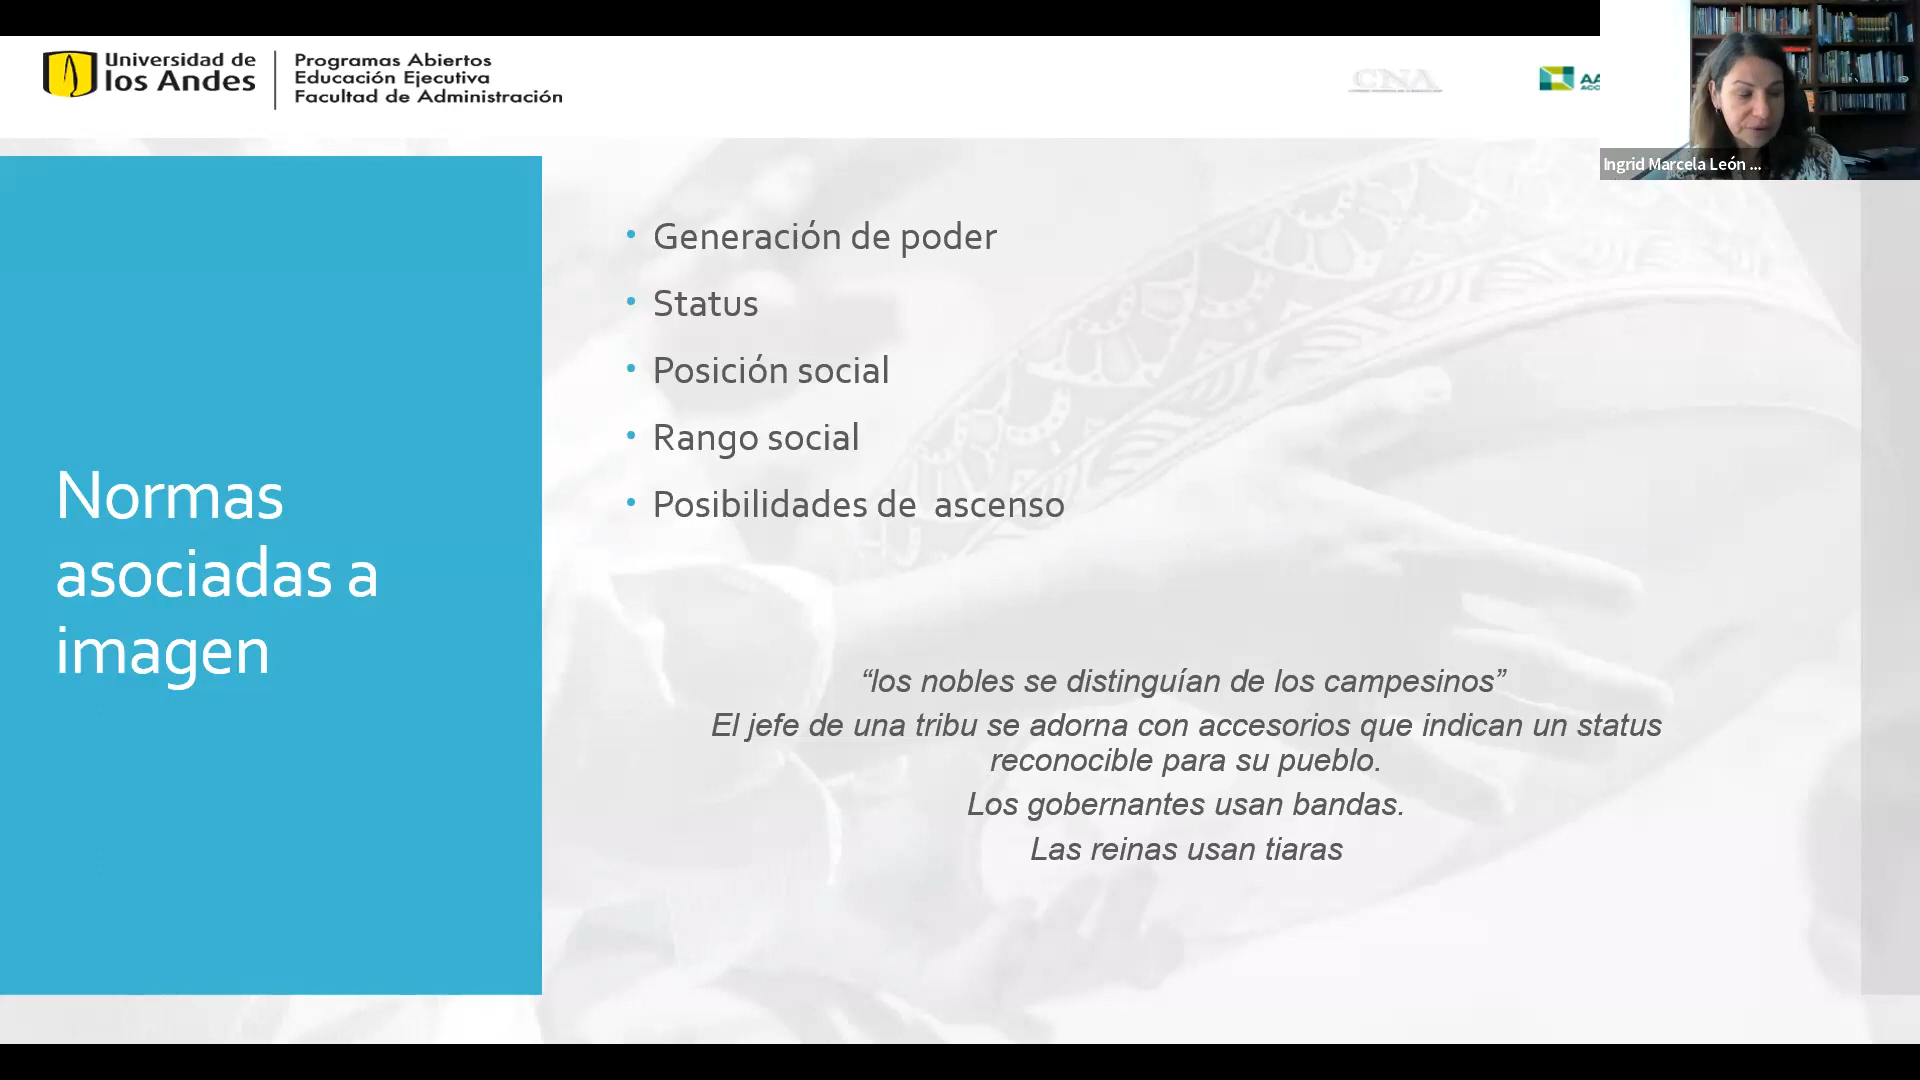 Universidad de
los Andes
Programas Abiertos
Educación Ejecutiva
Facultad de Administración
CNA
Ingrid Marcela León ...
Normas
asociadas a
imagen
• Generación de poder
• Status
• Posición social
• Rango social
• Posibilidades de  ascenso
“los nobles se distinguían de los campesinos”
El jefe de una tribu se adorna con accesorios que indican un status
reconocible para su pueblo.
Los gobernantes usan bandas.
Las reinas usan tiaras